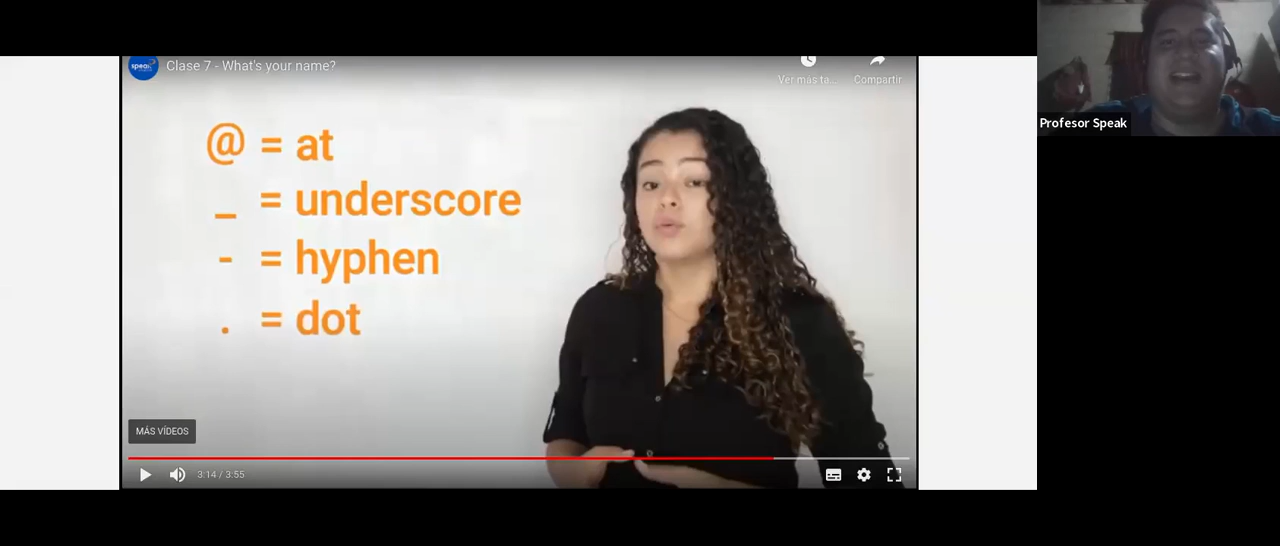 speak
Clase 7 - What's your name?
Ver más ta...
Compartir
@ = at
_ = underscore
- = hyphen
. = dot
MÁS VÍDEOS
3:14 / 3:55
Profesor Speak